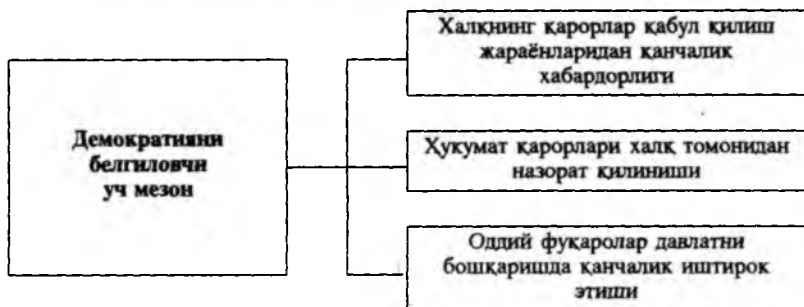 Демократияни
белгиловчи
уч мезон
Халқнинг қарорлар қабул қилиш
жараёнларидан қанчалик
хабардорлиги
Ҳукумат қарорлари халқ томонидан
назорат қилиниши
Оддий фуқаролар давлатни
бошқаришда қанчалик иштирок
этиши